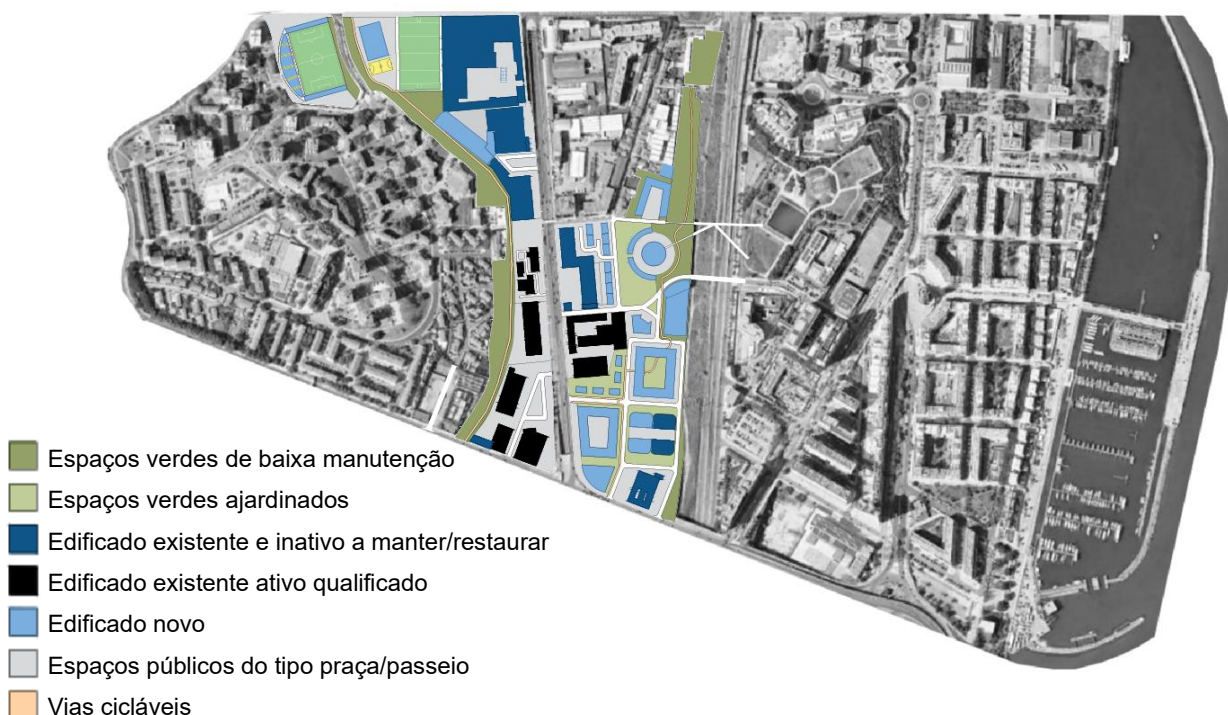 Espaços verdes de baixa manutenção
Espaços verdes ajardinados
Edificado existente e inativo a manter/restaurar
Edificado existente ativo qualificado
Edificado novo
Espaços públicos do tipo praça/passeio
Vias cicláveis